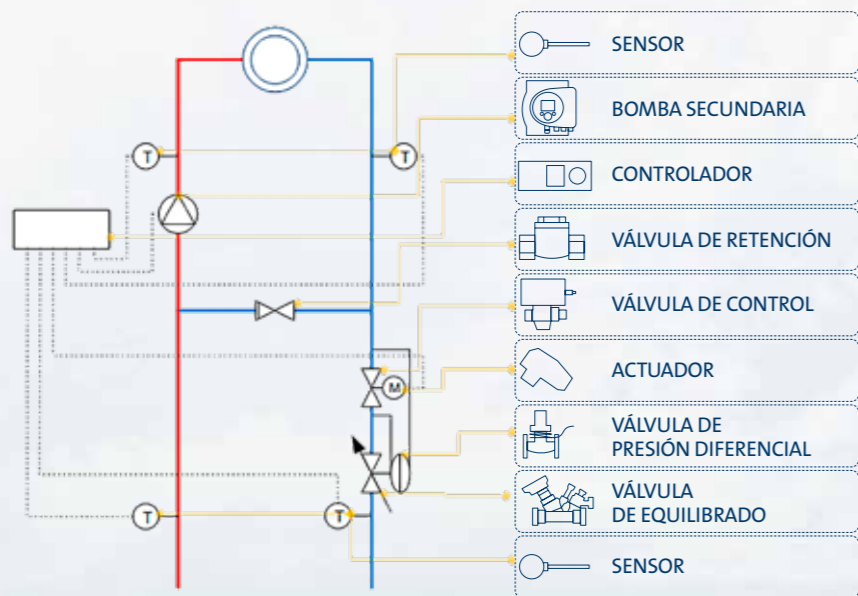 SENSOR
BOMBA SECUNDARIA
T
T
CONTROLADOR
VÁLVULA DE RETENCIÓN
VÁLVULA DE CONTROL
M
ACTUADOR
VÁLVULA DE
PRESIÓN DIFERENCIAL
VÁLVULA
DE EQUILIBRADO
T
T
SENSOR